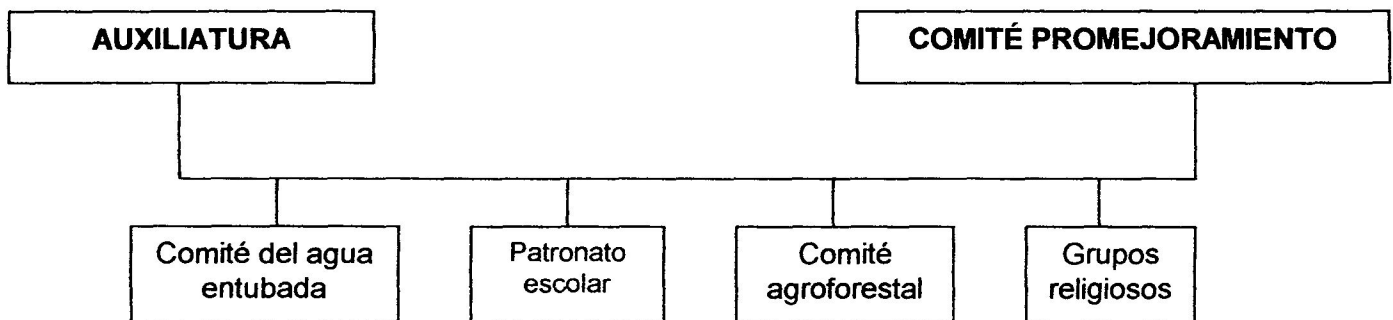 AUXILIATURA
COMITÉ PROMEJORAMIENTO
Comité del agua
entubada
Patronato
escolar
Comité
agroforestal
Grupos
religiosos